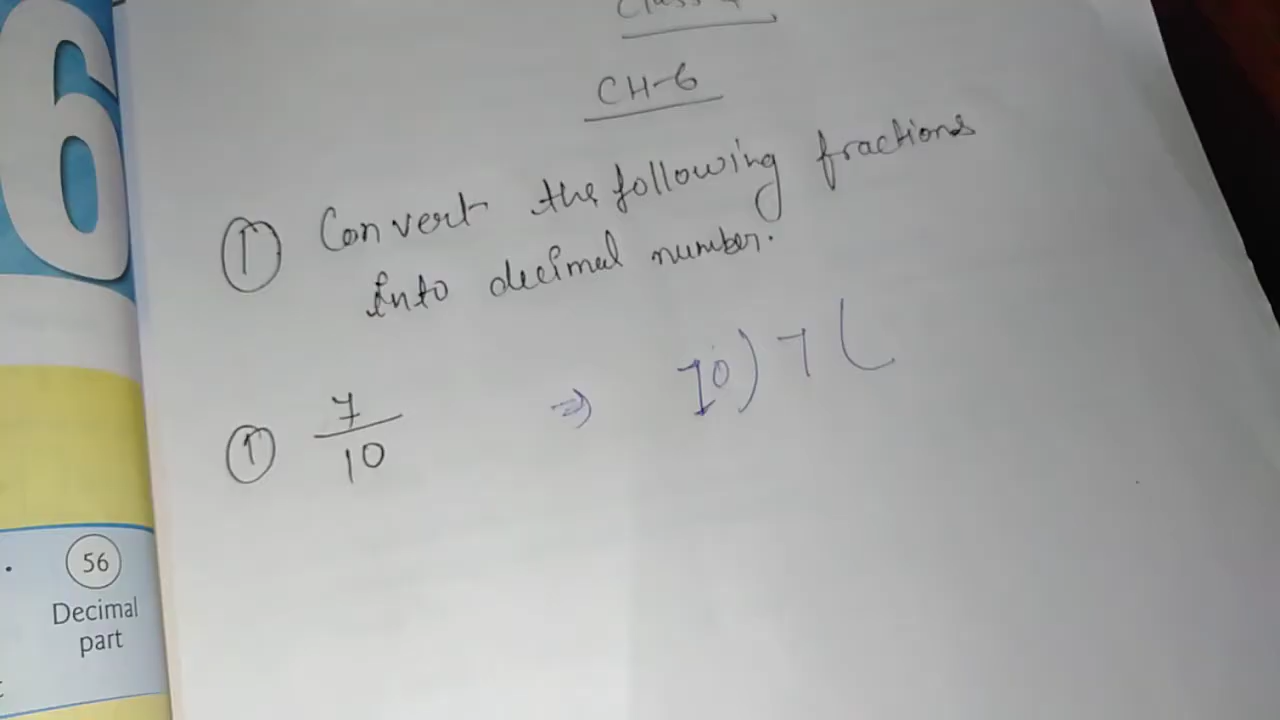 6
CH-6
① Convert the following fractions
into decimal number.
① 7/10 ⇒ 10)7(
56
Decimal
part